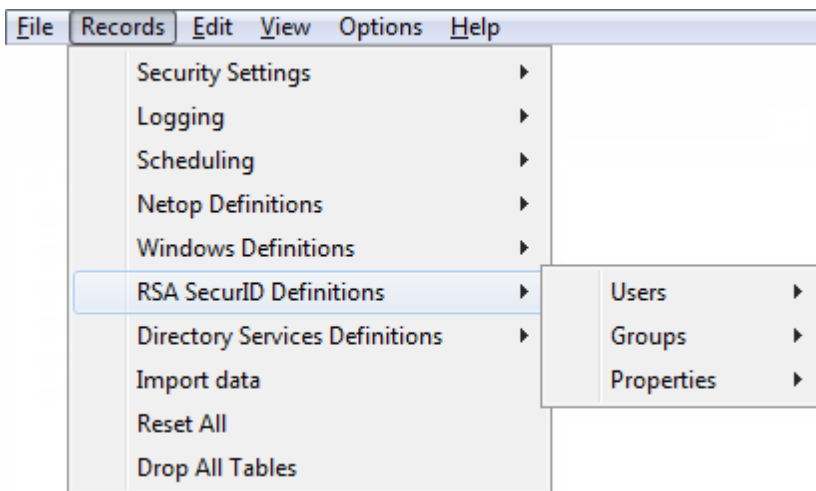 File Records Edit View Options Help
Security Settings
Logging
Scheduling
Netop Definitions
Windows Definitions
RSA SecurID Definitions
Users
Directory Services Definitions
Groups
Import data
Properties
Reset All
Drop All Tables